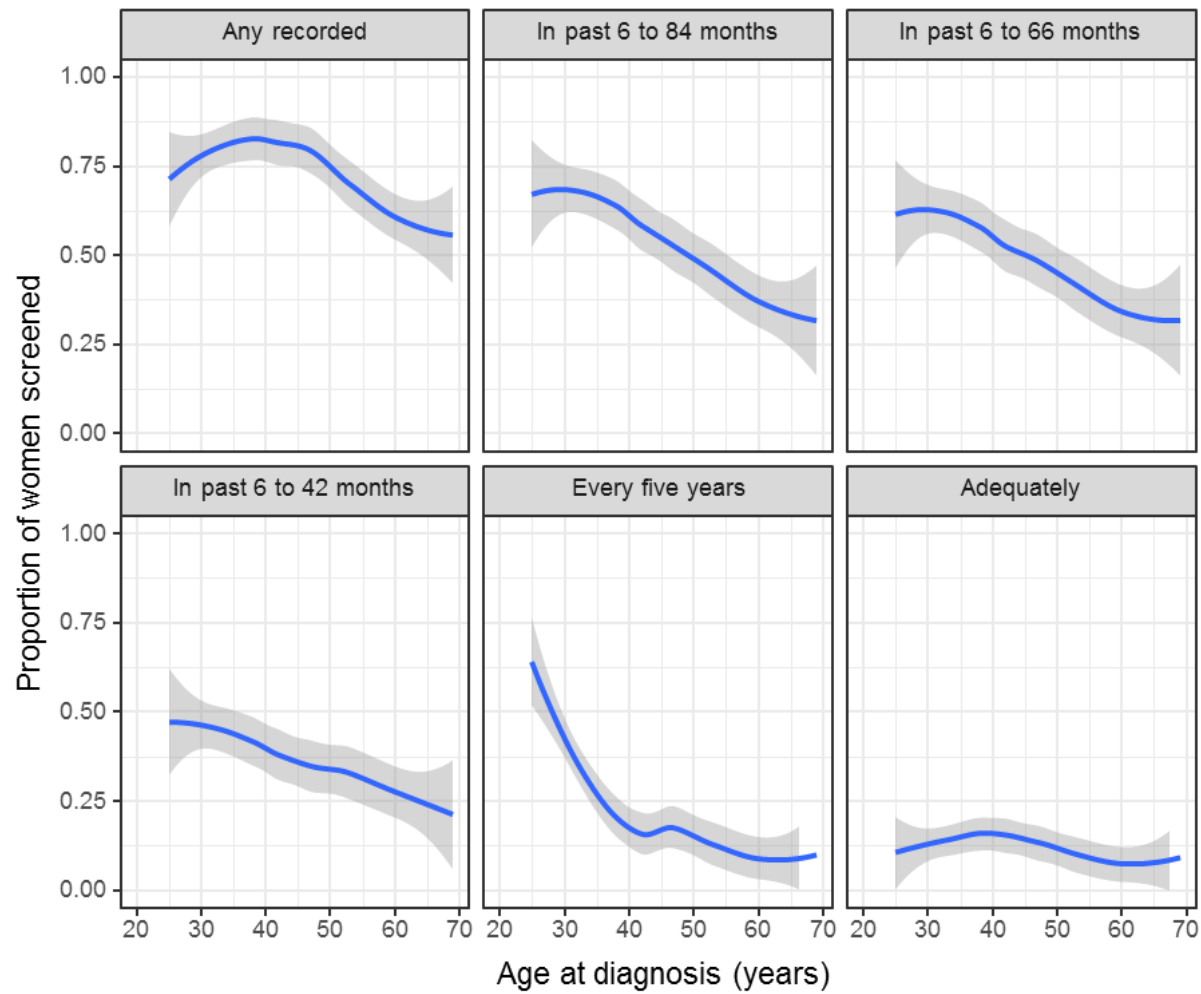 Any recorded
In past 6 to 84 months
In past 6 to 66 months
1.00
0.75
0.50
0.25
0.00
In past 6 to 42 months
Every five years
Adequately
1.00
0.75
0.50
0.25
0.00
20 30 40 50 60 70
20 30 40 50 60 70
20 30 40 50 60 70
Proportion of women screened
Age at diagnosis (years)